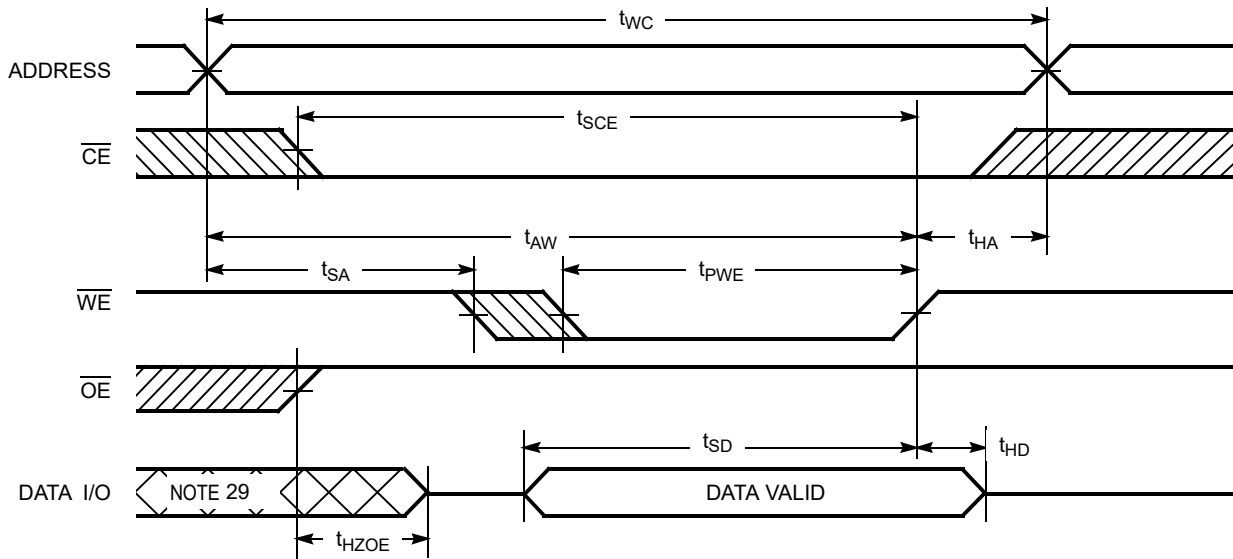 tWC
ADDRESS
tSCE
CE
tAW
tHA
tSA
tPWE
WE
OE
tSD
tHD
DATA I/O
NOTE 29
DATA VALID
tHZOE